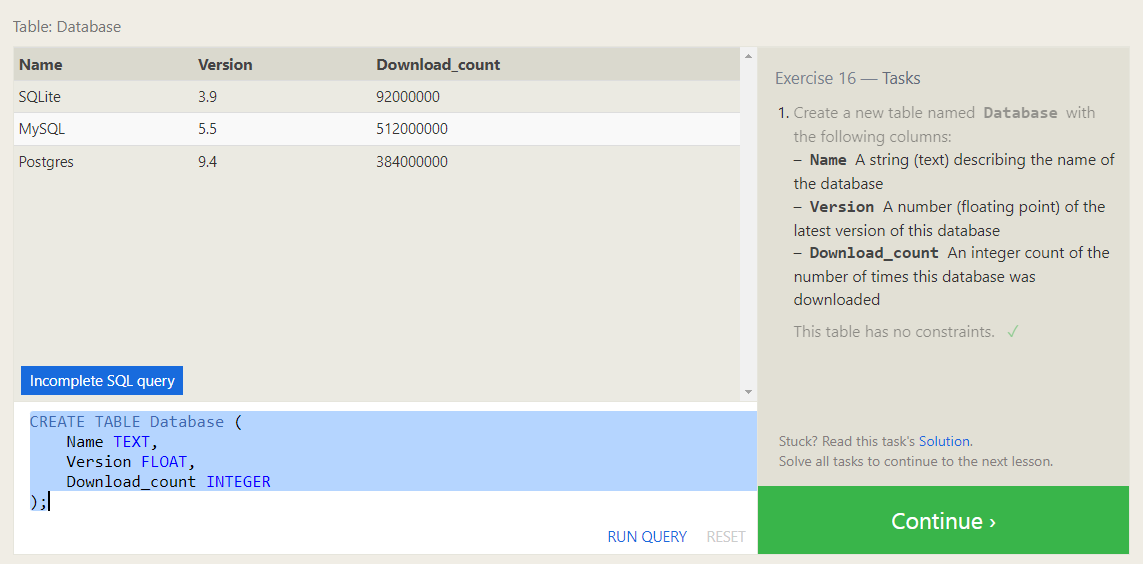 Table: Database
Name Version Download_count
SQLite 3.9 92000000
MySQL 5.5 512000000
Postgres 9.4 384000000
Incomplete SQL query
CREATE TABLE Database (
    Name TEXT,
    Version FLOAT,
    Download_count INTEGER
);
RUN QUERY RESET
Exercise 16 — Tasks
1. Create a new table named Database with
the following columns:
– Name A string (text) describing the name of
the database
– Version A number (floating point) of the
latest version of this database
– Download_count An integer count of the
number of times this database was
downloaded
This table has no constraints. ✓
Stuck? Read this task's Solution.
Solve all tasks to continue to the next lesson.
Continue ›